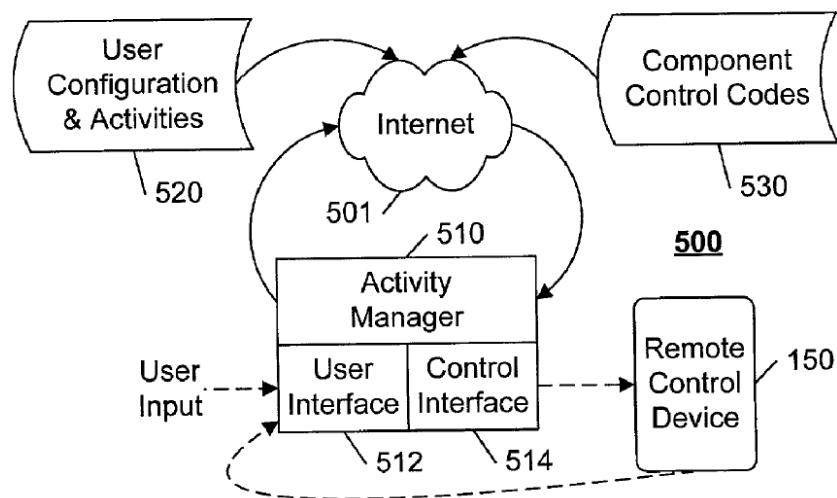 User
Configuration
& Activities
520
Internet
501
Component
Control Codes
530
500
510
Activity
Manager
User
Input
User
Interface
512
Control
Interface
514
Remote
Control
Device
150